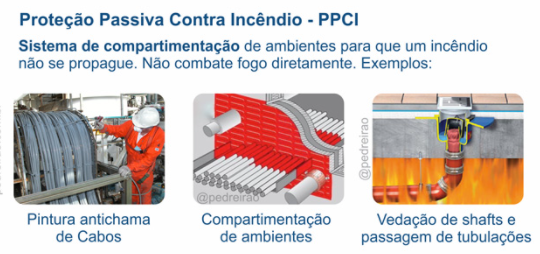 Proteção Passiva Contra Incêndio - PPCI
Sistema de compartimentação de ambientes para que um incêndio
não se propague. Não combate fogo diretamente. Exemplos:
@pedreirao
@pedreirao
Pintura antichama
de Cabos
Compartimentação
de ambientes
Vedação de shafts e
passagem de tubulações